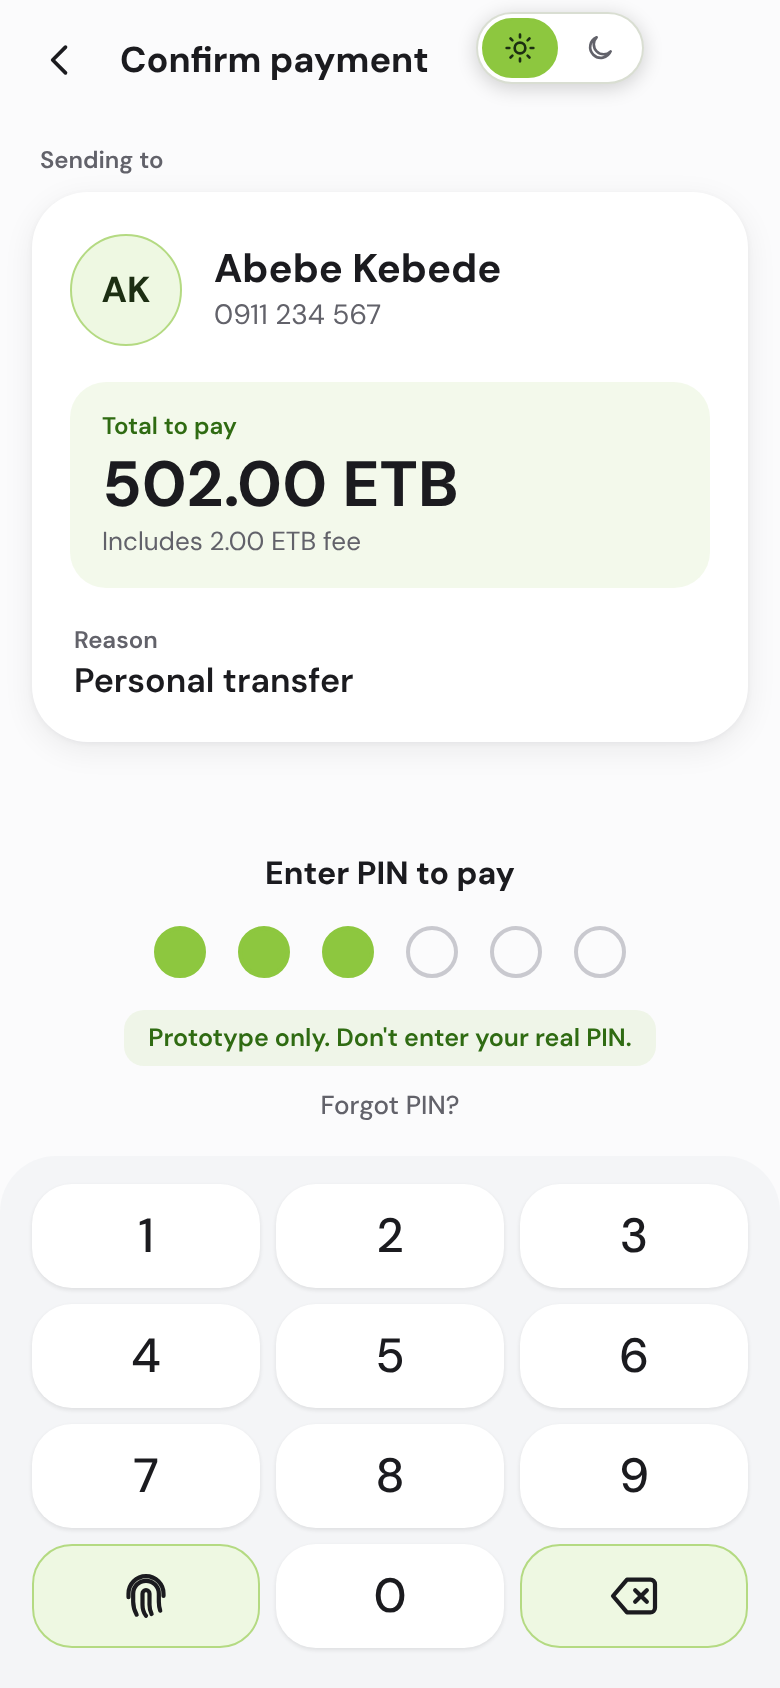 Confirm payment
Sending to
AK
Abebe Kebede
0911 234 567
Total to pay
502.00 ETB
Includes 2.00 ETB fee
Reason
Personal transfer
Enter PIN to pay
Prototype only. Don't enter your real PIN.
Forgot PIN?
1 2 3
4 5 6
7 8 9
0